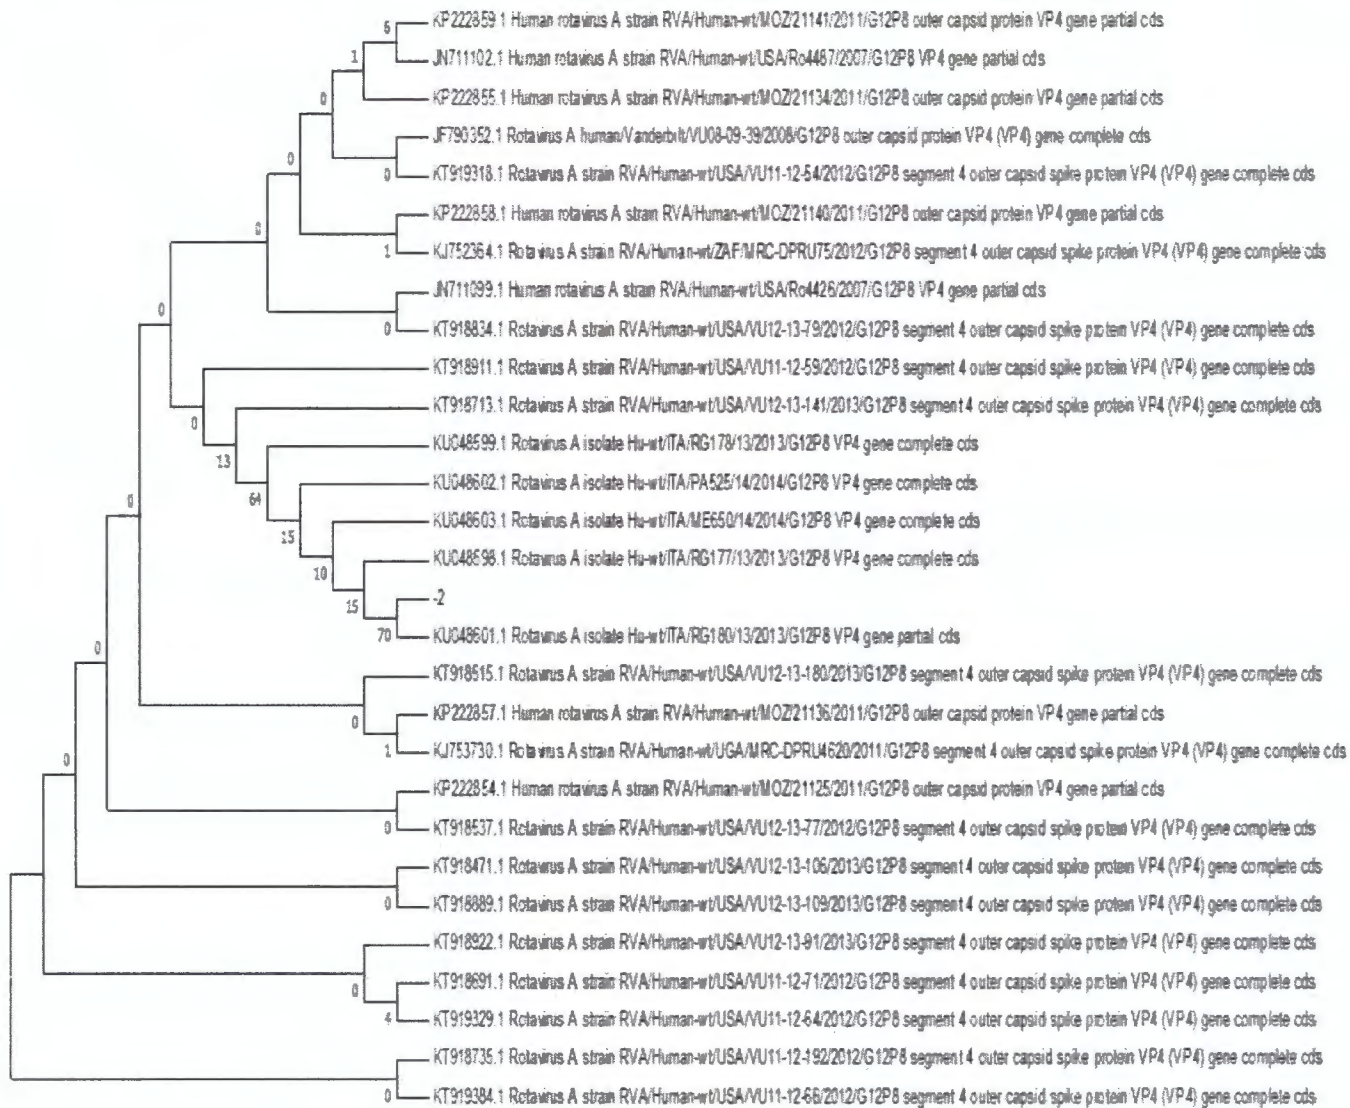 6
KP222859.1 Human rotavirus A strain RVA/Human-wt/MOZ/21141/2011/G12P8 outer capsid protein VP4 gene partial cds
1
JN711102.1 Human rotavirus A strain RVA/Human-wt/USA/Ro4487/2007/G12P8 VP4 gene partial cds
0
KP222855.1 Human rotavirus A strain RVA/Human-wt/MOZ/21134/2011/G12P8 outer capsid protein VP4 gene partial cds
JF790352.1 Rotavirus A human/Vanderbilt/VU08-09-39/2008/G12P8 outer capsid protein VP4 (VP4) gene complete cds
0
0
KT919318.1 Rotavirus A strain RVA/Human-wt/USA/VU11-12-54/2012/G12P8 segment 4 outer capsid spike protein VP4 (VP4) gene complete cds
KP222858.1 Human rotavirus A strain RVA/Human-wt/MOZ/21140/2011/G12P8 outer capsid protein VP4 gene partial cds
0
1
KJ752364.1 Rotavirus A strain RVA/Human-wt/ZAF/MRC-DPRU75/2012/G12P8 segment 4 outer capsid spike protein VP4 (VP4) gene complete cds
JN711099.1 Human rotavirus A strain RVA/Human-wt/USA/Ro4426/2007/G12P8 VP4 gene partial cds
0
0
KT918834.1 Rotavirus A strain RVA/Human-wt/USA/VU12-13-79/2012/G12P8 segment 4 outer capsid spike protein VP4 (VP4) gene complete cds
KT918911.1 Rotavirus A strain RVA/Human-wt/USA/VU11-12-59/2012/G12P8 segment 4 outer capsid spike protein VP4 (VP4) gene complete cds
0
KT918713.1 Rotavirus A strain RVA/Human-wt/USA/VU12-13-141/2013/G12P8 segment 4 outer capsid spike protein VP4 (VP4) gene complete cds
13
KU048599.1 Rotavirus A isolate Hu-wt/ITA/RG178/13/2013/G12P8 VP4 gene complete cds
64
KU048602.1 Rotavirus A isolate Hu-wt/ITA/PA525/14/2014/G12P8 VP4 gene complete cds
0
15
KU048603.1 Rotavirus A isolate Hu-wt/ITA/ME650/14/2014/G12P8 VP4 gene complete cds
10
KU048598.1 Rotavirus A isolate Hu-wt/ITA/RG177/13/2013/G12P8 VP4 gene complete cds
15
-2
70
KU048601.1 Rotavirus A isolate Hu-wt/ITA/RG180/13/2013/G12P8 VP4 gene partial cds
0
KT918515.1 Rotavirus A strain RVA/Human-wt/USA/VU12-13-180/2013/G12P8 segment 4 outer capsid spike protein VP4 (VP4) gene complete cds
0
KP222857.1 Human rotavirus A strain RVA/Human-wt/MOZ/21136/2011/G12P8 outer capsid protein VP4 gene partial cds
1
KJ753730.1 Rotavirus A strain RVA/Human-wt/UGA/MRC-DPRU4620/2011/G12P8 segment 4 outer capsid spike protein VP4 (VP4) gene complete cds
0
KP222854.1 Human rotavirus A strain RVA/Human-wt/MOZ/21125/2011/G12P8 outer capsid protein VP4 gene partial cds
0
KT918537.1 Rotavirus A strain RVA/Human-wt/USA/VU12-13-77/2012/G12P8 segment 4 outer capsid spike protein VP4 (VP4) gene complete cds
KT918471.1 Rotavirus A strain RVA/Human-wt/USA/VU12-13-106/2013/G12P8 segment 4 outer capsid spike protein VP4 (VP4) gene complete cds
0
KT918889.1 Rotavirus A strain RVA/Human-wt/USA/VU12-13-109/2013/G12P8 segment 4 outer capsid spike protein VP4 (VP4) gene complete cds
KT918922.1 Rotavirus A strain RVA/Human-wt/USA/VU12-13-91/2013/G12P8 segment 4 outer capsid spike protein VP4 (VP4) gene complete cds
0
KT918691.1 Rotavirus A strain RVA/Human-wt/USA/VU11-12-71/2012/G12P8 segment 4 outer capsid spike protein VP4 (VP4) gene complete cds
4
KT919329.1 Rotavirus A strain RVA/Human-wt/USA/VU11-12-64/2012/G12P8 segment 4 outer capsid spike protein VP4 (VP4) gene complete cds
KT918735.1 Rotavirus A strain RVA/Human-wt/USA/VU11-12-192/2012/G12P8 segment 4 outer capsid spike protein VP4 (VP4) gene complete cds
0
KT919384.1 Rotavirus A strain RVA/Human-wt/USA/VU11-12-66/2012/G12P8 segment 4 outer capsid spike protein VP4 (VP4) gene complete cds